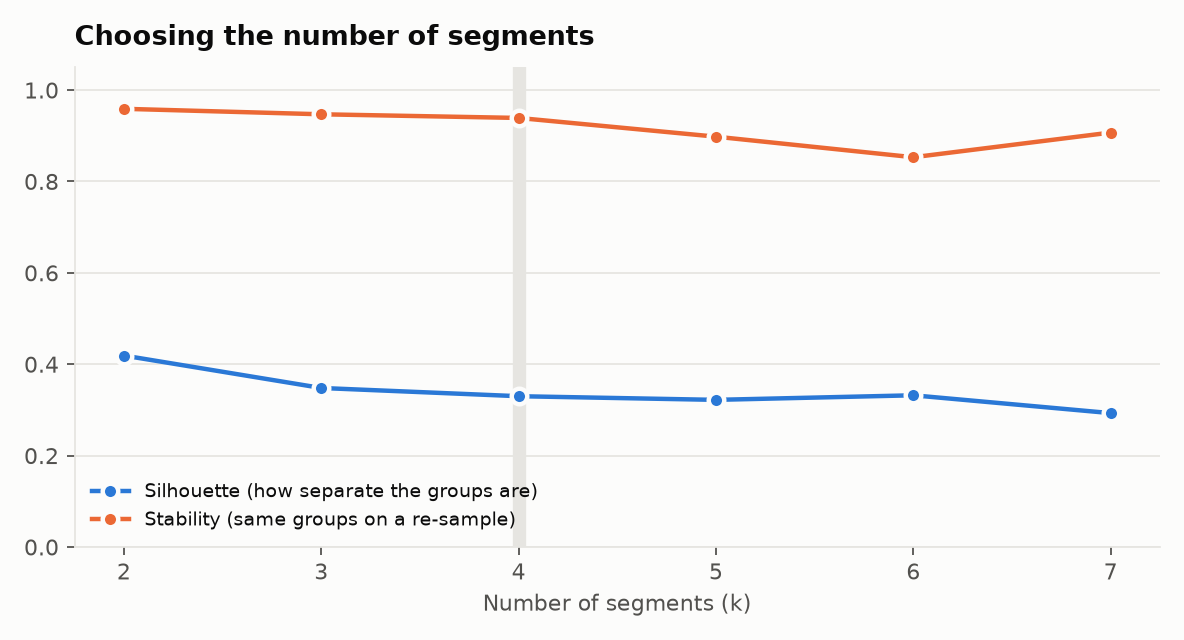 Choosing the number of segments
1.0
0.8
0.6
0.4
0.2
0.0
Silhouette (how separate the groups are)
Stability (same groups on a re-sample)
2 3 4 5 6 7
Number of segments (k)